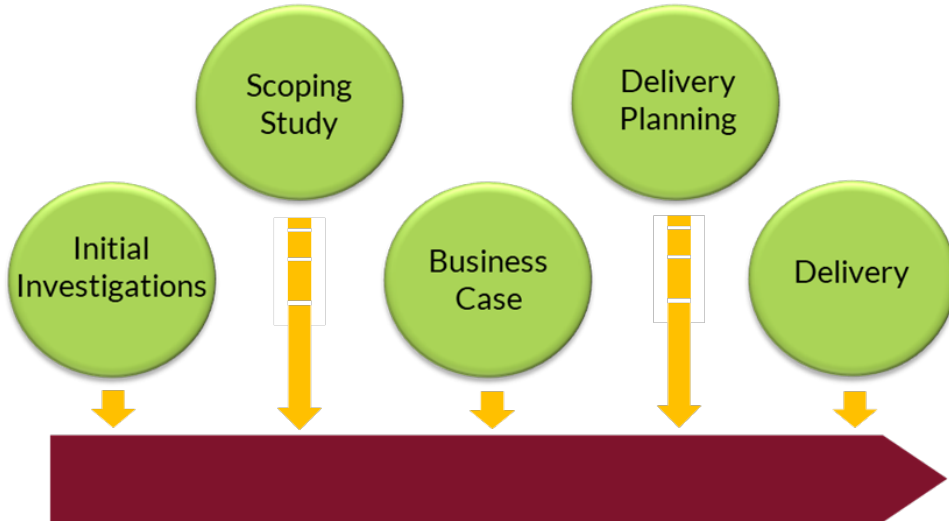 Initial
Investigations
Scoping
Study
Business
Case
Delivery
Planning
Delivery